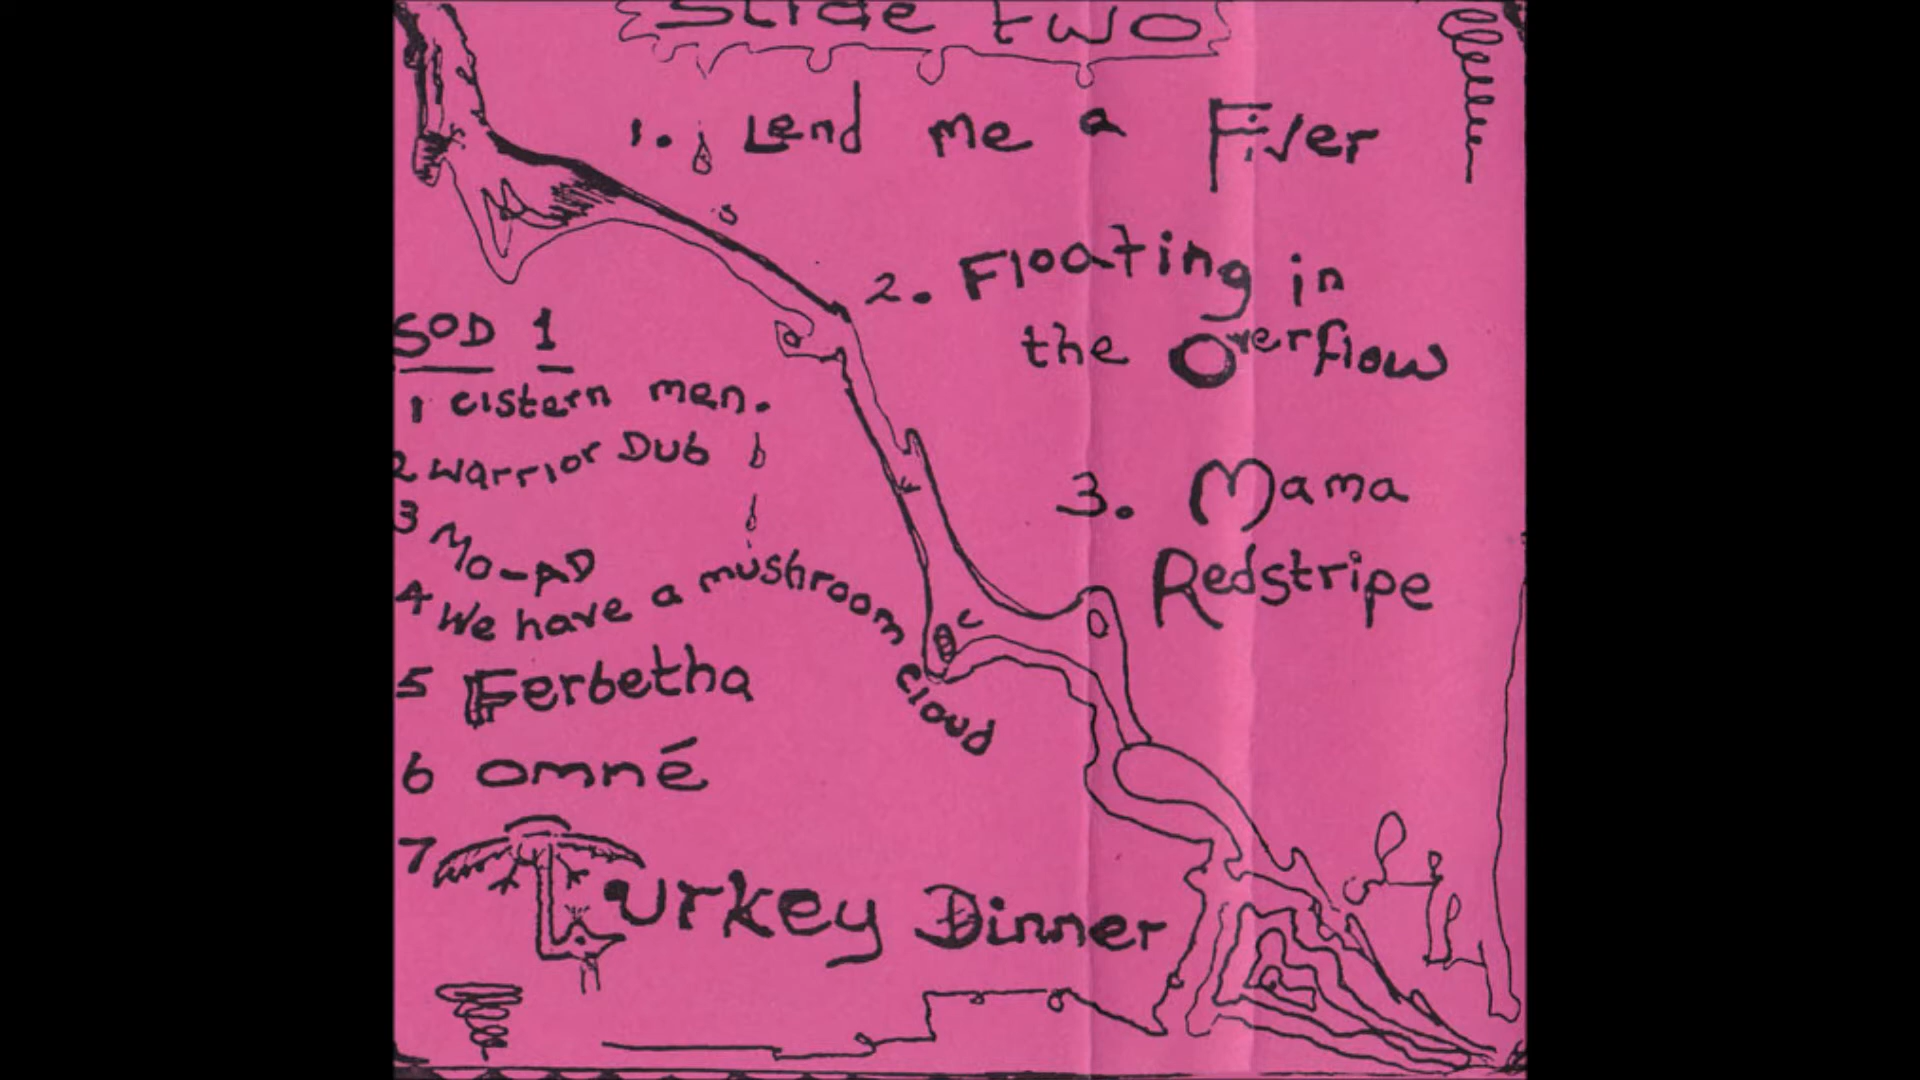 Slide two
1. Lend me a Fiver
2. Floating in
the Overflow
3. Mama
Redstripe
SOD 1
1 cistern men.
2 warrior Dub
3 Mo-AD
4 We have a mushroom cloud
5 Ferbetha
6 omné
7 Turkey Dinner